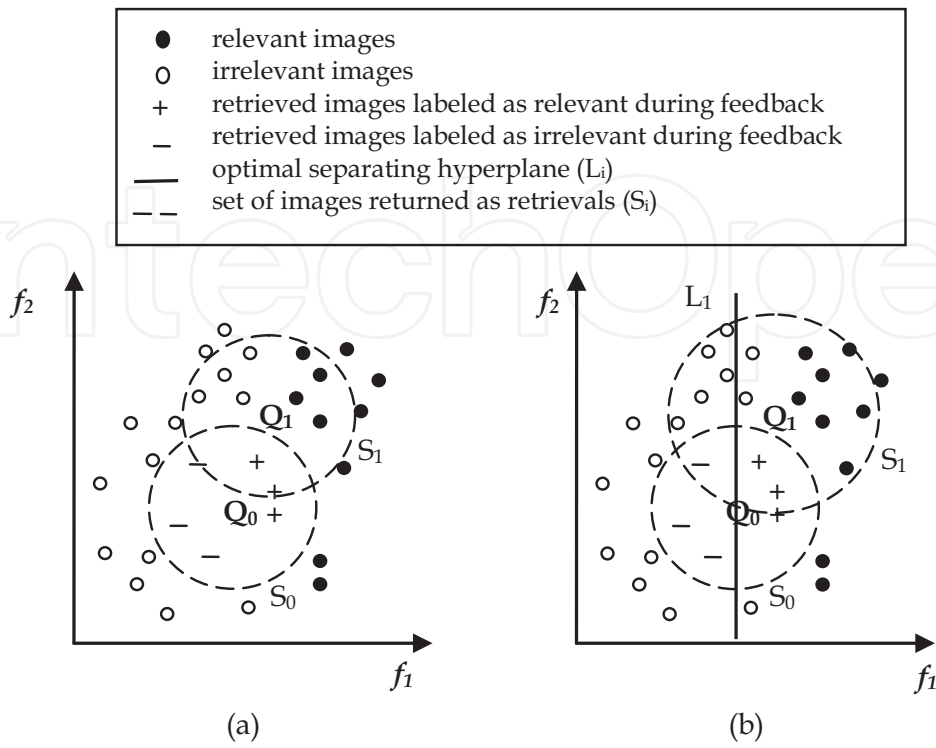 relevant images
irrelevant images
+ retrieved images labeled as relevant during feedback
– retrieved images labeled as irrelevant during feedback
optimal separating hyperplane (Lᵢ)
set of images returned as retrievals (Sᵢ)
ntechOpe
f₂
Q₁
S₁
Q₀
S₀
f₁
(a)
f₂
L₁
Q₁
S₁
Q₀
S₀
f₁
(b)